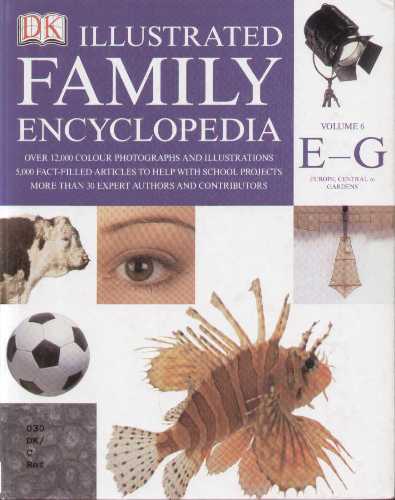 DK
ILLUSTRATED
FAMILY
ENCYCLOPEDIA
OVER 12,000 COLOUR PHOTOGRAPHS AND ILLUSTRATIONS
5,000 FACT-FILLED ARTICLES TO HELP WITH SCHOOL PROJECTS
MORE THAN 30 EXPERT AUTHORS AND CONTRIBUTORS
VOLUME 6
E–G
EUROPE, CENTRAL to
GARDENS
030
DK/
C
Ref